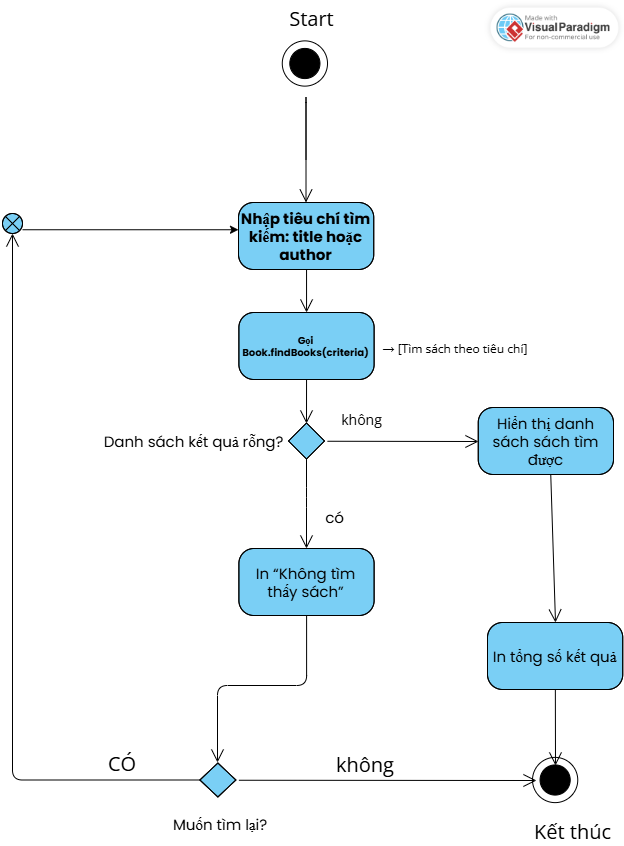 Start
Made with
VisualParadigm
For non-commercial use
Nhập tiêu chí tìm
kiếm: title hoặc
author
Gọi
Book.findBooks(criteria)
→ [Tìm sách theo tiêu chí]
Danh sách kết quả rỗng?
không
Hiển thị danh
sách sách tìm
được
có
In “Không tìm
thấy sách”
In tổng số kết quả
CÓ
không
Muốn tìm lại?
Kết thúc